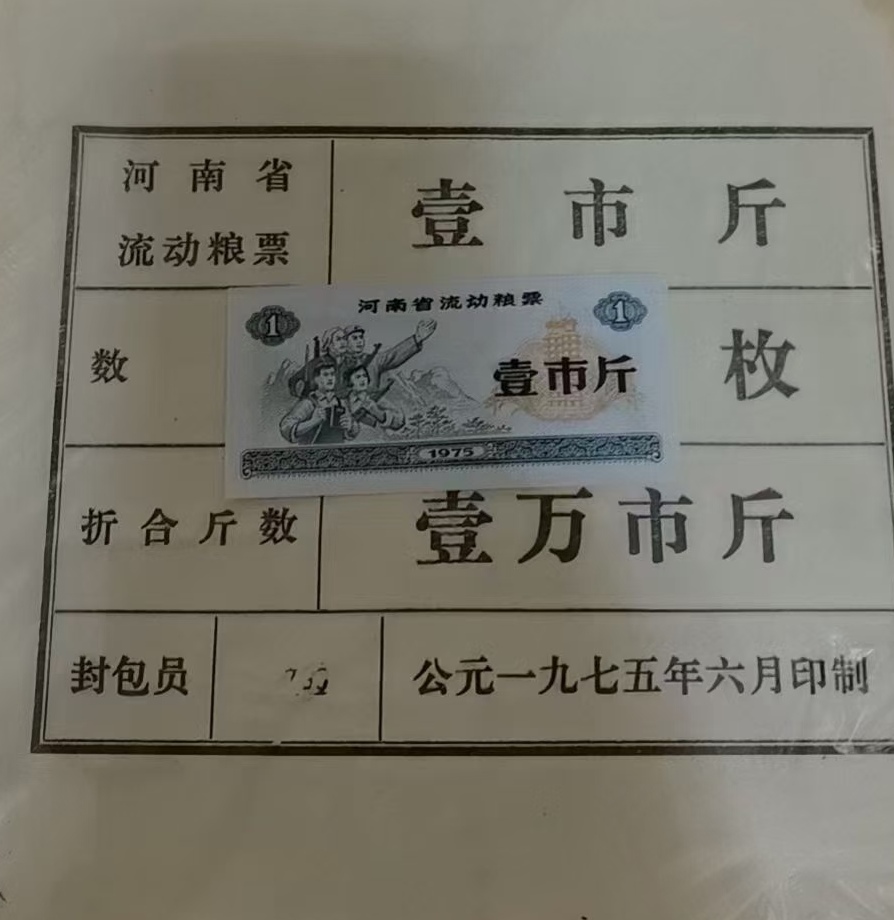 河南省
流动粮票
壹市斤
数
枚
河南省流动粮票
1
1
壹市斤
1975
折合斤数
壹万市斤
封包员
公元一九七五年六月印制